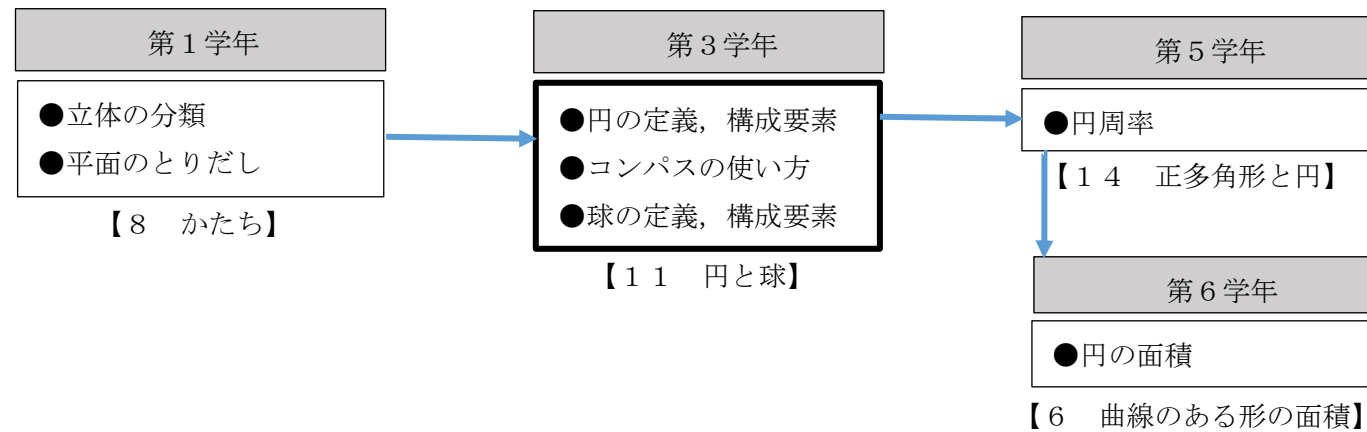 第１学年
●立体の分類
●平面のとりだし
【８　かたち】
第３学年
●円の定義，構成要素
●コンパスの使い方
●球の定義，構成要素
【１１　円と球】
第５学年
●円周率
【１４　正多角形と円】
第６学年
●円の面積
【６　曲線のある形の面積】